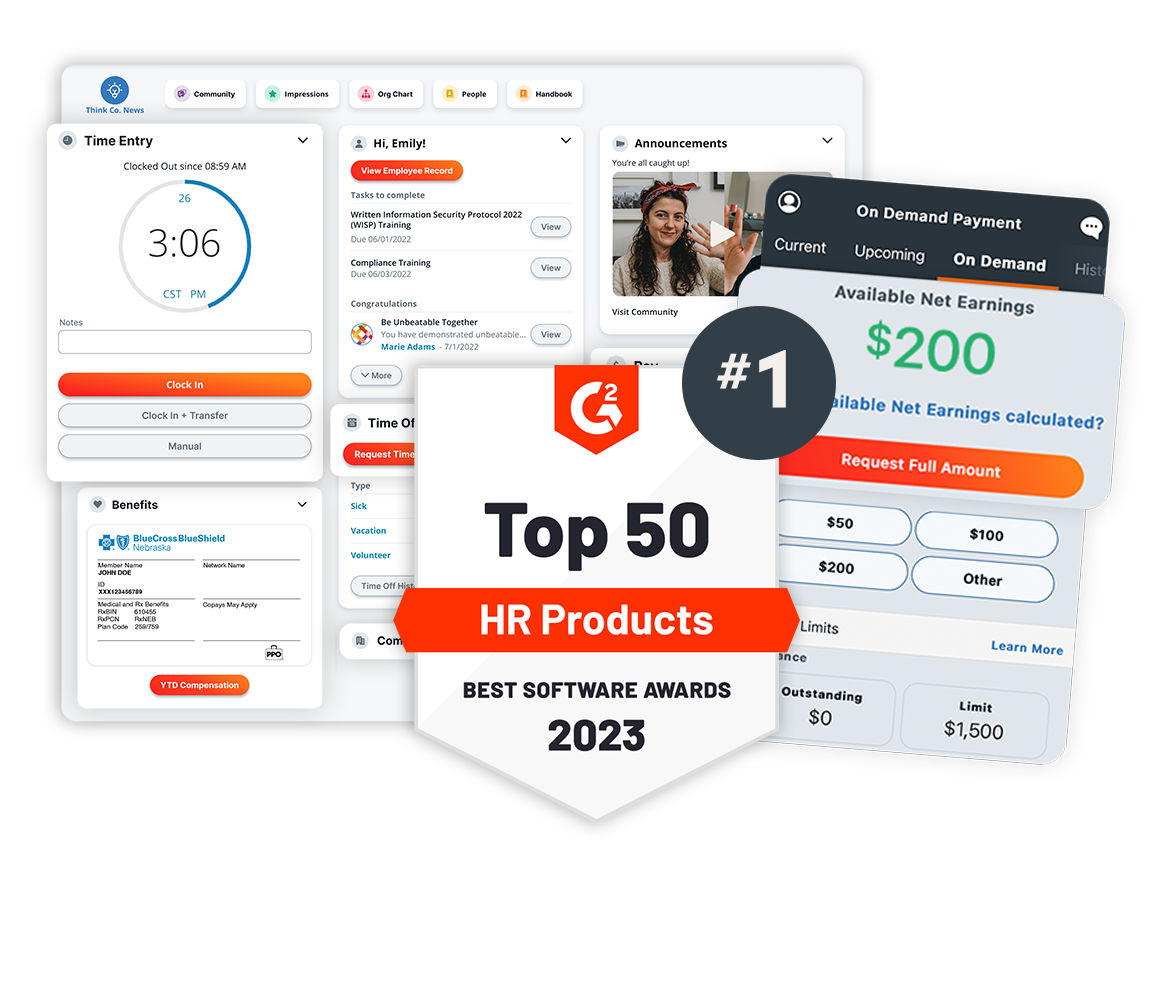 Think Co. News
Community
Impressions
Org Chart
People
Handbook
Time Entry
Clocked Out since 08:59 AM
26
3:06
CST PM
Notes
Clock In
Clock In + Transfer
Manual
Benefits
BlueCross BlueShield
Nebraska
Member Name
JOHN DOE
Network Name
ID
XXX123456789
Medical and Rx Benefits
Copays May Apply
RxBIN 610455
RxPCN RxNEB
Plan Code 259/759
PPO
YTD Compensation
Hi, Emily!
View Employee Record
Tasks to complete
Written Information Security Protocol 2022
(WISP) Training
Due 06/01/2022
View
Compliance Training
Due 06/03/2022
View
Congratulations
Be Unbeatable Together
You have demonstrated unbeatable...
Marie Adams - 7/1/2022
View
More
Time Of
Request Time
Type
Sick
Vacation
Volunteer
Time Off Hist
Com
Announcements
You're all caught up!
Visit Community
On Demand Payment
Current
Upcoming
On Demand
Hist
Available Net Earnings
$200
ailable Net Earnings calculated?
Request Full Amount
$50
$100
$200
Other
Limits
Learn More
ance
Outstanding
$0
Limit
$1,500
#1
G2
Top 50
HR Products
BEST SOFTWARE AWARDS
2023